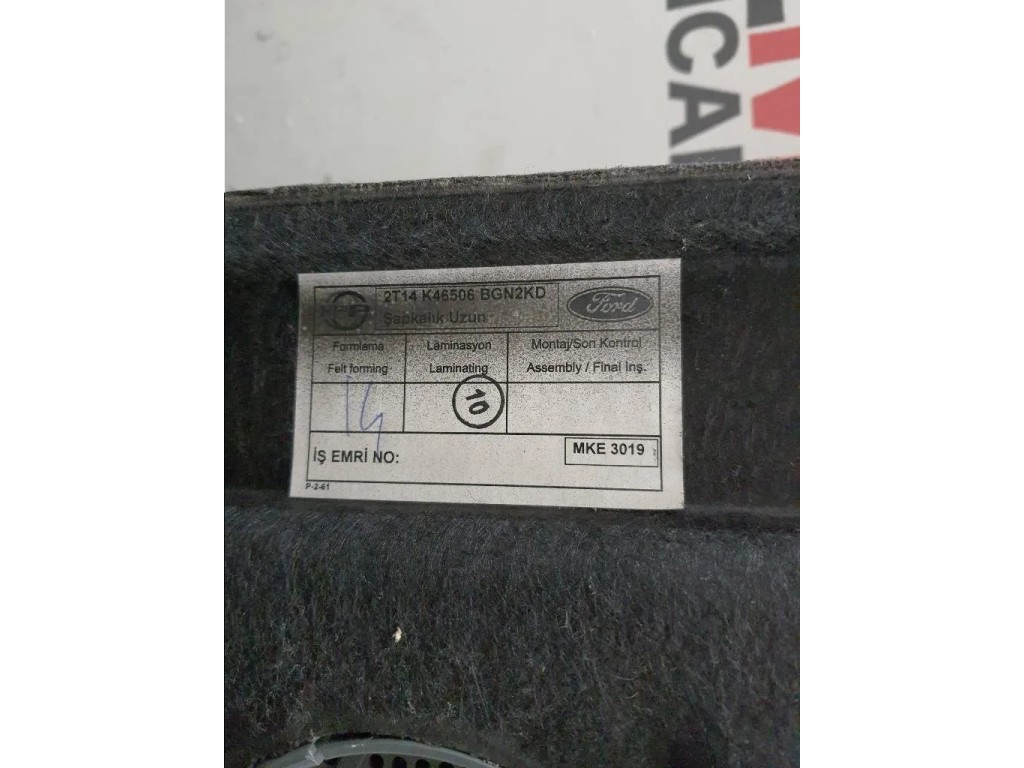 ICAR
2T14 K46506 BGN2KD
Şapkalık Uzun
Ford
Formlama
Felt forming
Laminasyon
Laminating
Montaj/Son Kontrol
Assembly / Final Inş.
14
10
İŞ EMRİ NO:
MKE 3019
P-2-61